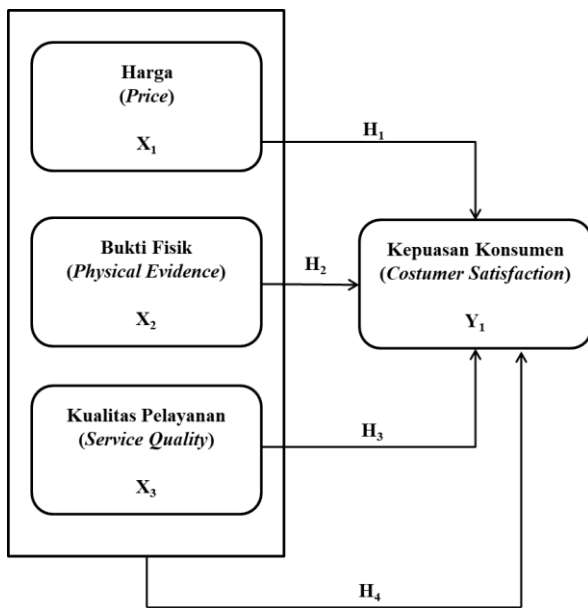 Harga
(Price)
X₁
H₁
Bukti Fisik
(Physical Evidence)
X₂
H₂
Kepuasan Konsumen
(Costumer Satisfaction)
Y₁
Kualitas Pelayanan
(Service Quality)
X₃
H₃
H₄